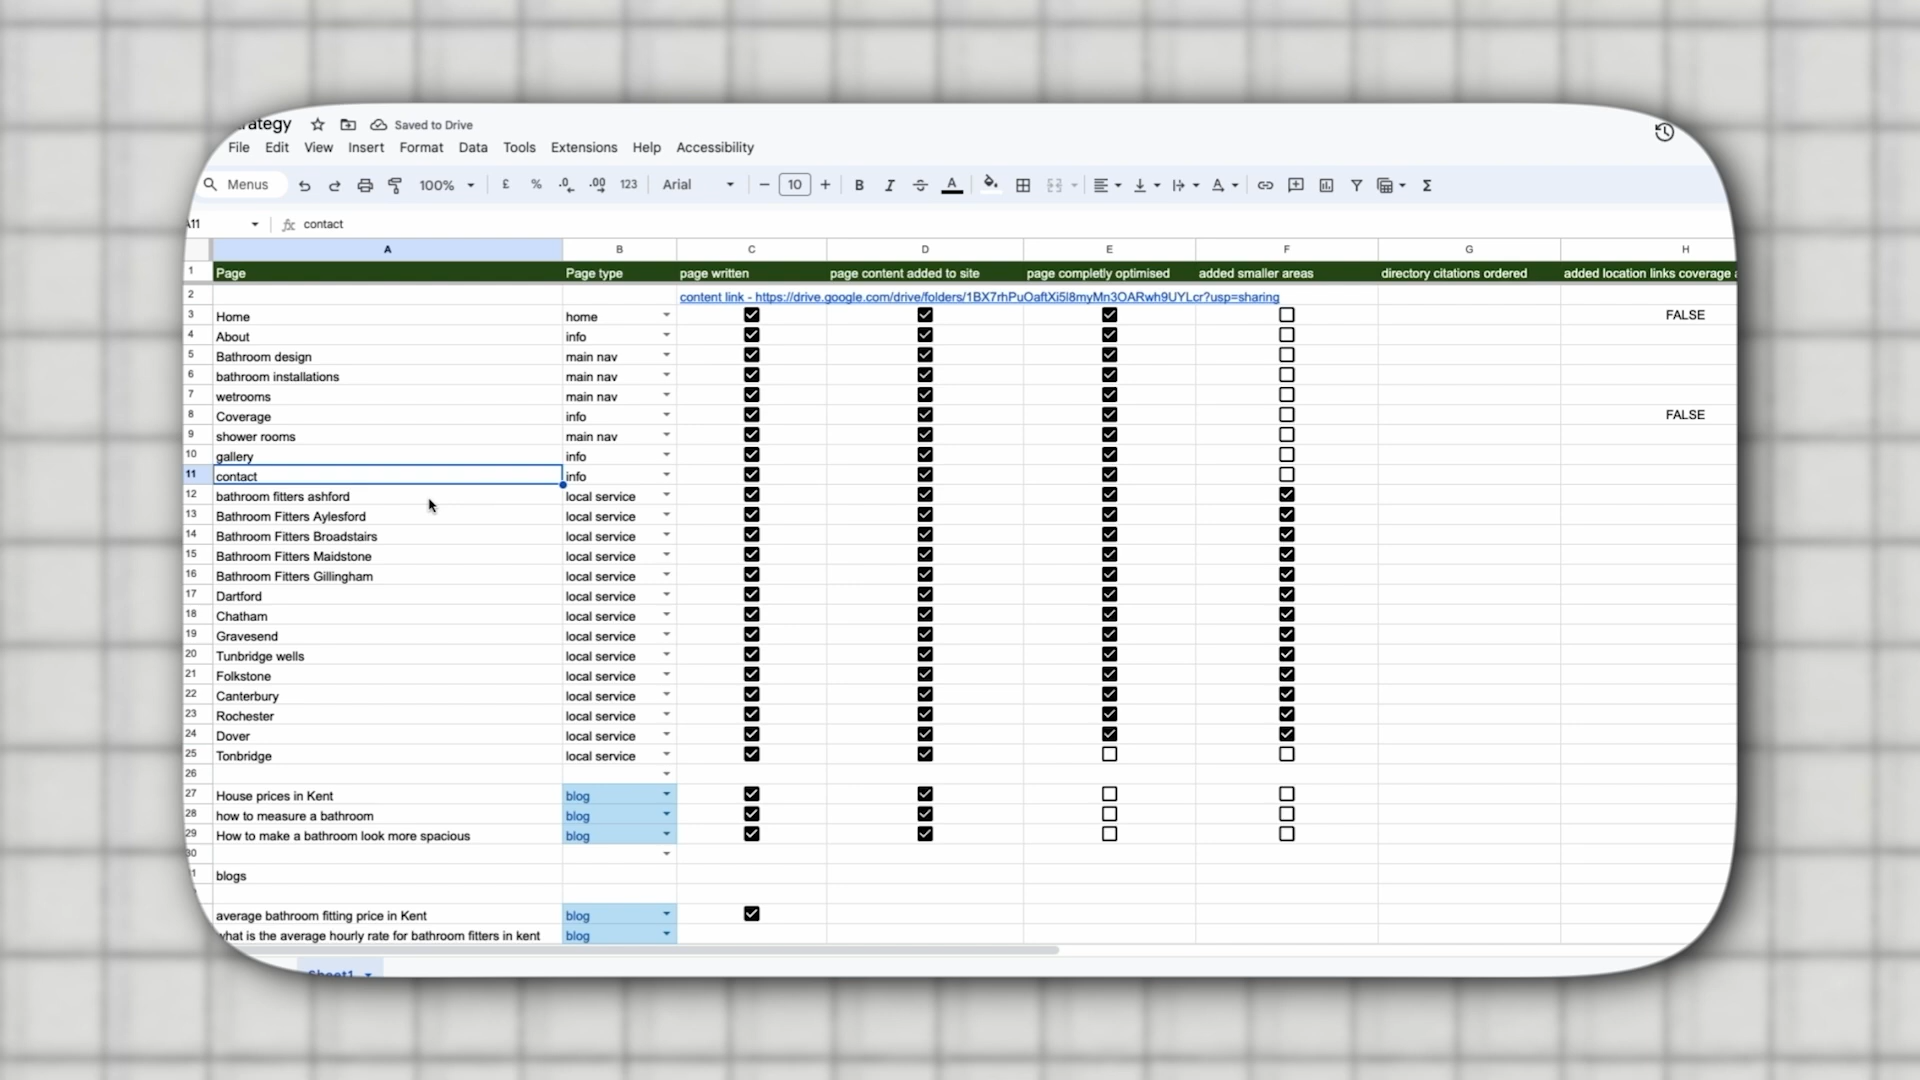 rategy Saved to Drive
File Edit View Insert Format Data Tools Extensions Help Accessibility
Menus 100% £ % .0 .00 123 Arial 10 B I A
A11 fx contact
A B C D E F G H
1 Page Page type page written page content added to site page completly optimised added smaller areas directory citations ordered added location links coverage
2 content link - https://drive.google.com/drive/folders/1BX7rhPuOaftXi5l8myMn3OARwh9UYLcr?usp=sharing
3 Home home FALSE
4 About info
5 Bathroom design main nav
6 bathroom installations main nav
7 wetrooms main nav
8 Coverage info FALSE
9 shower rooms main nav
10 gallery info
11 contact info
12 bathroom fitters ashford local service
13 Bathroom Fitters Aylesford local service
14 Bathroom Fitters Broadstairs local service
15 Bathroom Fitters Maidstone local service
16 Bathroom Fitters Gillingham local service
17 Dartford local service
18 Chatham local service
19 Gravesend local service
20 Tunbridge wells local service
21 Folkstone local service
22 Canterbury local service
23 Rochester local service
24 Dover local service
25 Tonbridge local service
26
27 House prices in Kent blog
28 how to measure a bathroom blog
29 How to make a bathroom look more spacious blog
30
blogs
average bathroom fitting price in Kent blog
what is the average hourly rate for bathroom fitters in kent blog
Sheet1